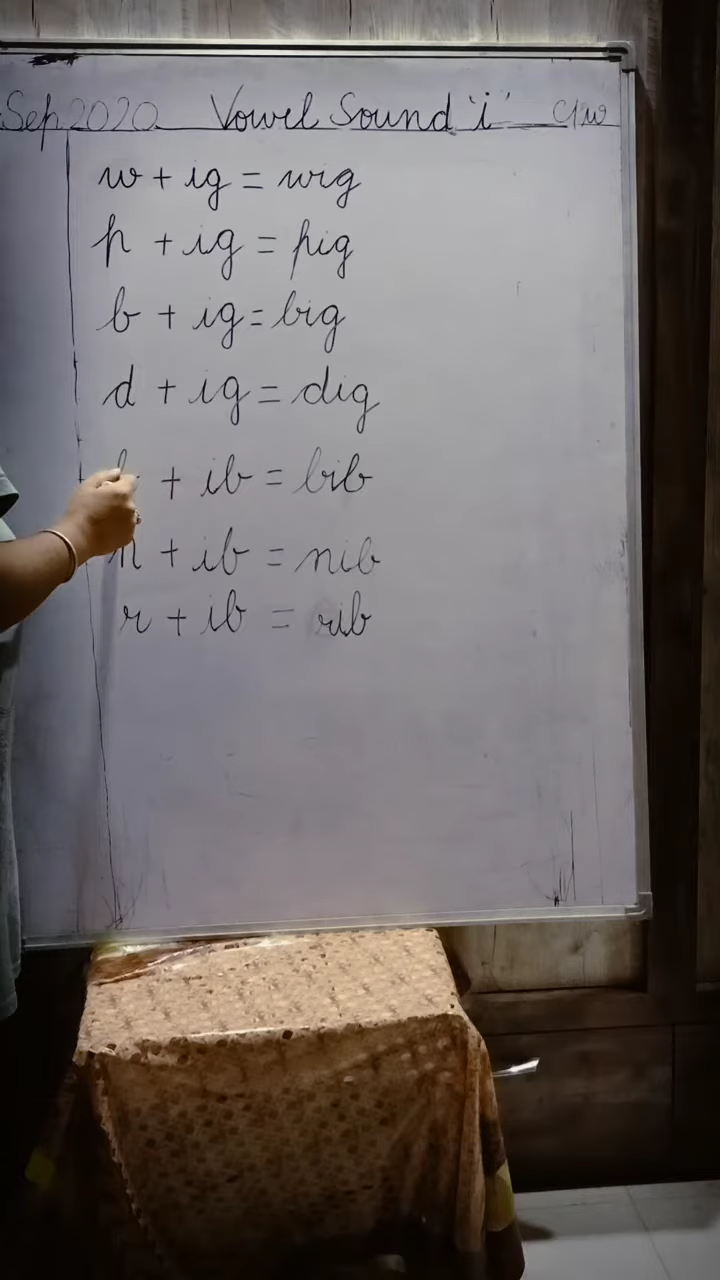 Sep 2020 Vowel Sound 'i' C/W
w + ig = wig
p + ig = pig
b + ig = big
d + ig = dig
b + ib = bib
n + ib = nib
r + ib = rib